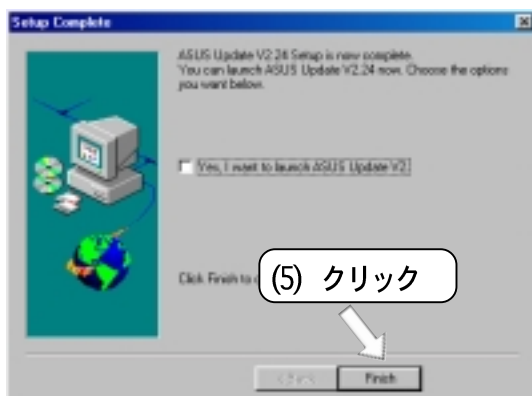 Setup Complete
ASUS Update V2.24 Setup is now complete.
You can launch ASUS Update V2.24 now. Choose the options
you want below.
Yes, I want to launch ASUS Update V2.
Click Finish to
(5) クリック
< Back
Finish